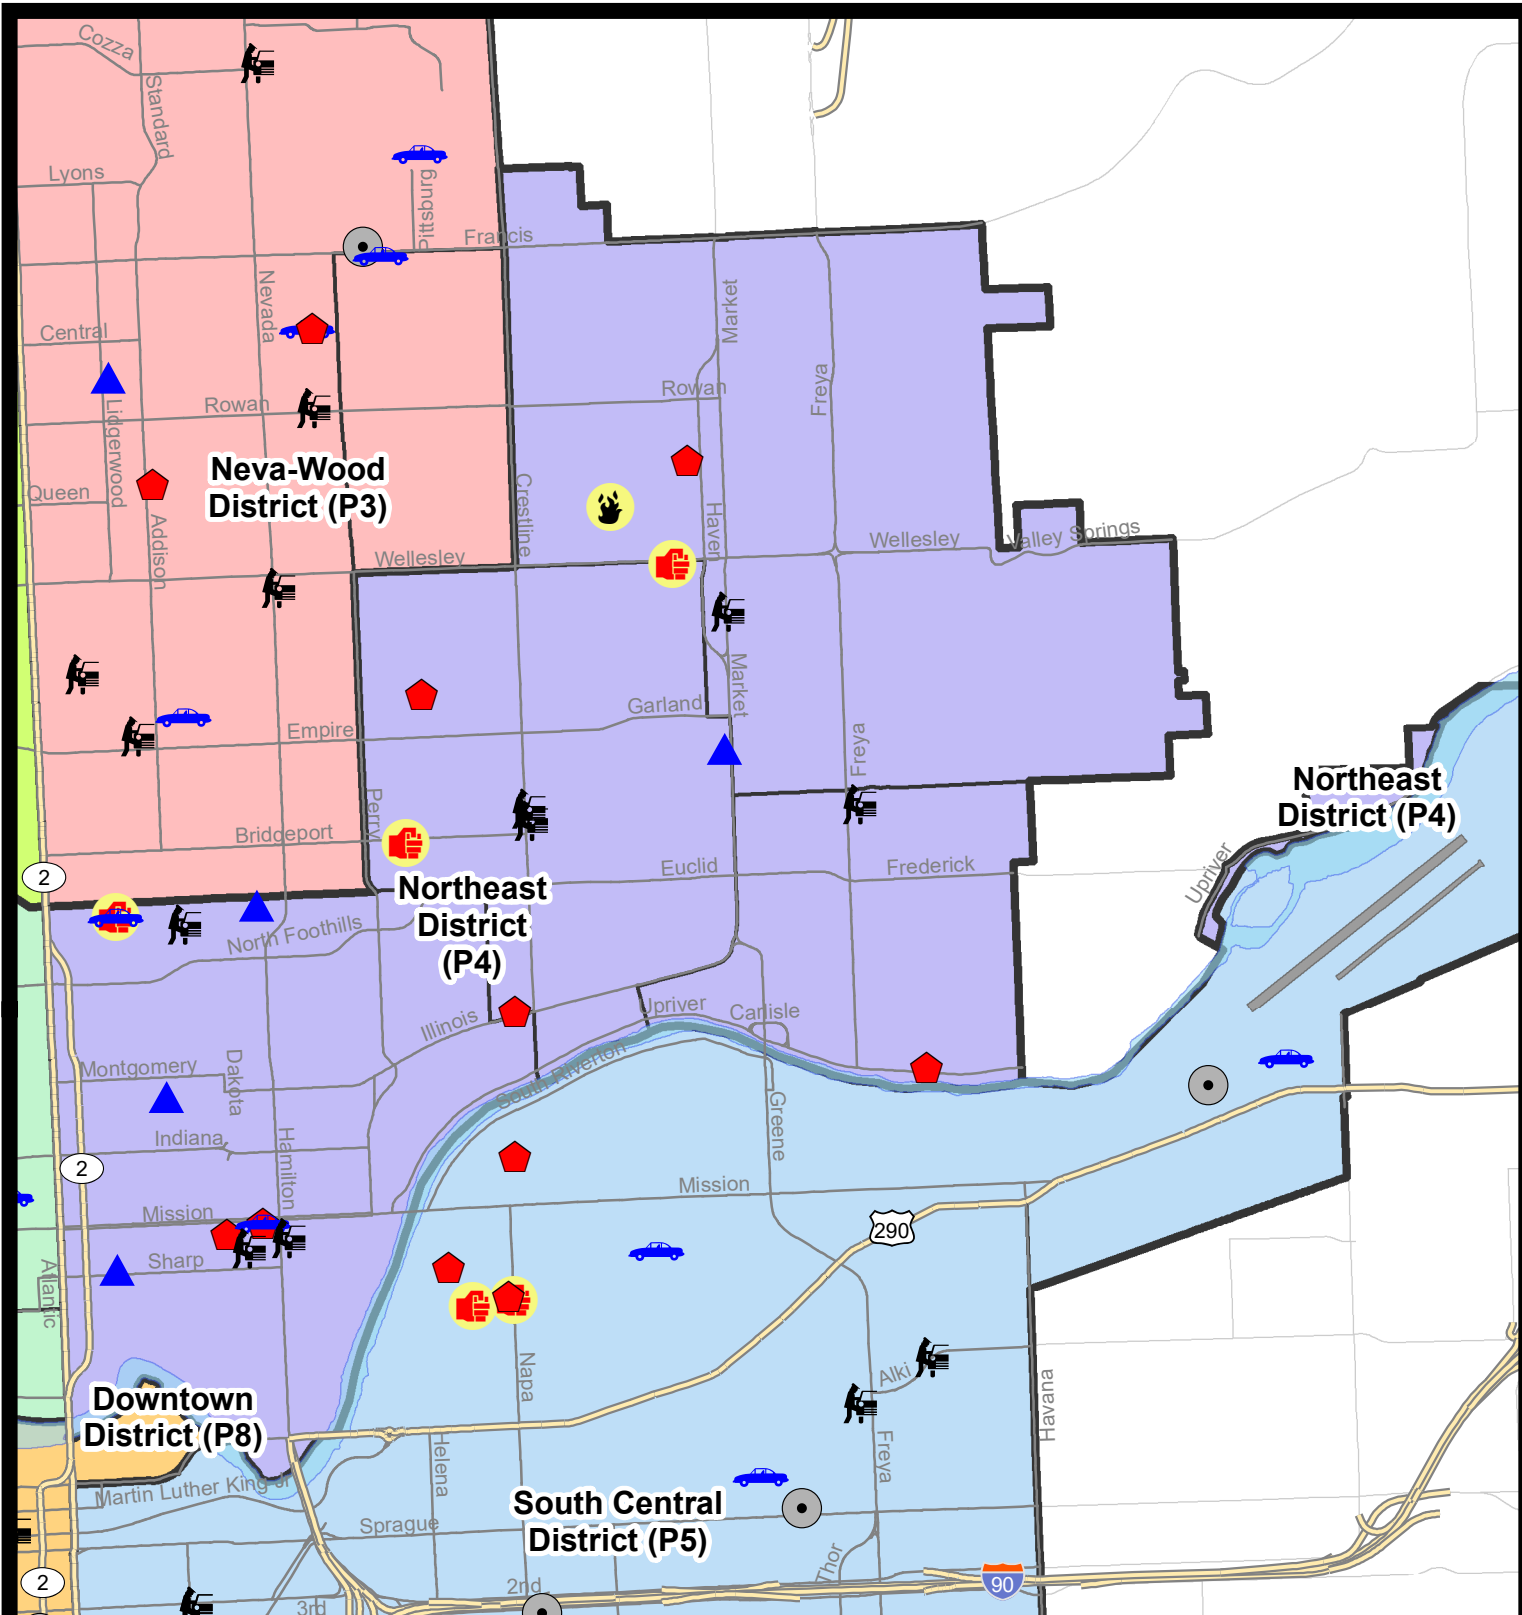 Cozza
Standard
Lyons
Pittsburg
Francis
Nevada
Market
Central
Freya
Rowan
Rowan
Lidgerwood
Neva-Wood
District (P3)
Queen
Crestline
Haven
Addison
Wellesley
Wellesley
Valley Springs
Market
Garland
Empire
Freya
Perry
Northeast
District (P4)
Bridgeport
Euclid
Frederick
Upriver
2
Northeast
District
(P4)
North Foothills
Illinois
Upriver
Carlisle
Montgomery
Dakota
South Riverton
Greene
Indiana
Hamilton
2
Mission
Mission
290
Sharp
Atlantic
Napa
Alki
Havana
Downtown
District (P8)
Helena
Freya
Martin Luther King Jr
South Central
District (P5)
Sprague
Thor
2
2nd
90
3rd